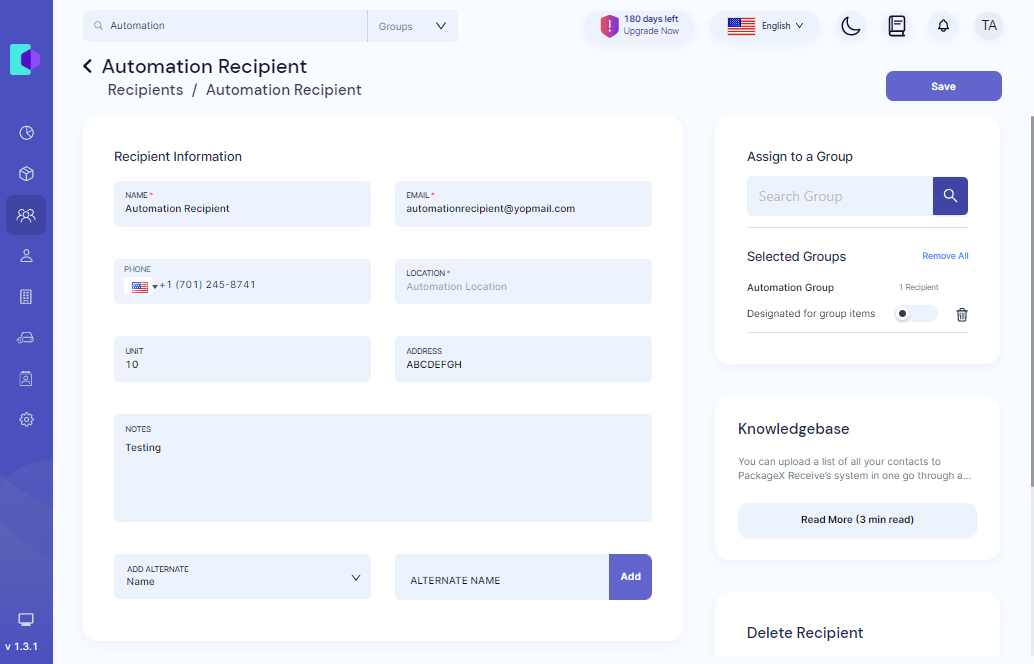 Automation
Groups
180 days left
Upgrade Now
English
TA
Automation Recipient
Recipients / Automation Recipient
Save
Recipient Information
NAME*
Automation Recipient
EMAIL*
automationrecipient@yopmail.com
PHONE
+1 (701) 245-8741
LOCATION*
Automation Location
UNIT
10
ADDRESS
ABCDEFGH
NOTES
Testing
ADD ALTERNATE
Name
ALTERNATE NAME
Add
Assign to a Group
Search Group
Selected Groups
Remove All
Automation Group
1 Recipient
Designated for group items
Knowledgebase
You can upload a list of all your contacts to
PackageX Receive's system in one go through a...
Read More (3 min read)
Delete Recipient
v 1.3.1